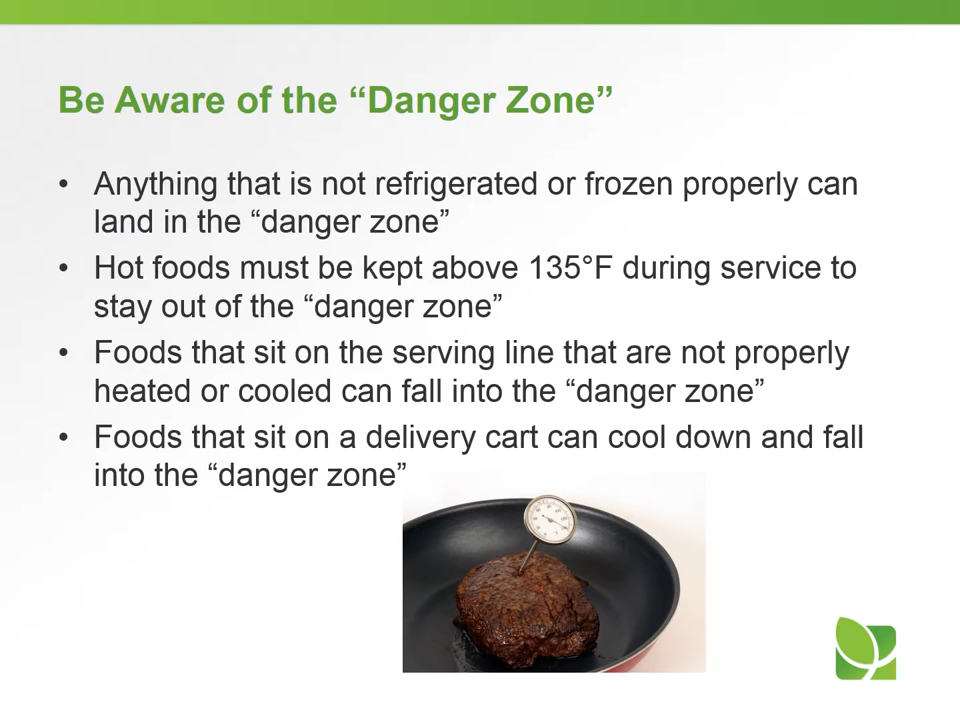 Be Aware of the “Danger Zone”
• Anything that is not refrigerated or frozen properly can
land in the “danger zone”
• Hot foods must be kept above 135°F during service to
stay out of the “danger zone”
• Foods that sit on the serving line that are not properly
heated or cooled can fall into the “danger zone”
• Foods that sit on a delivery cart can cool down and fall
into the “danger zone”